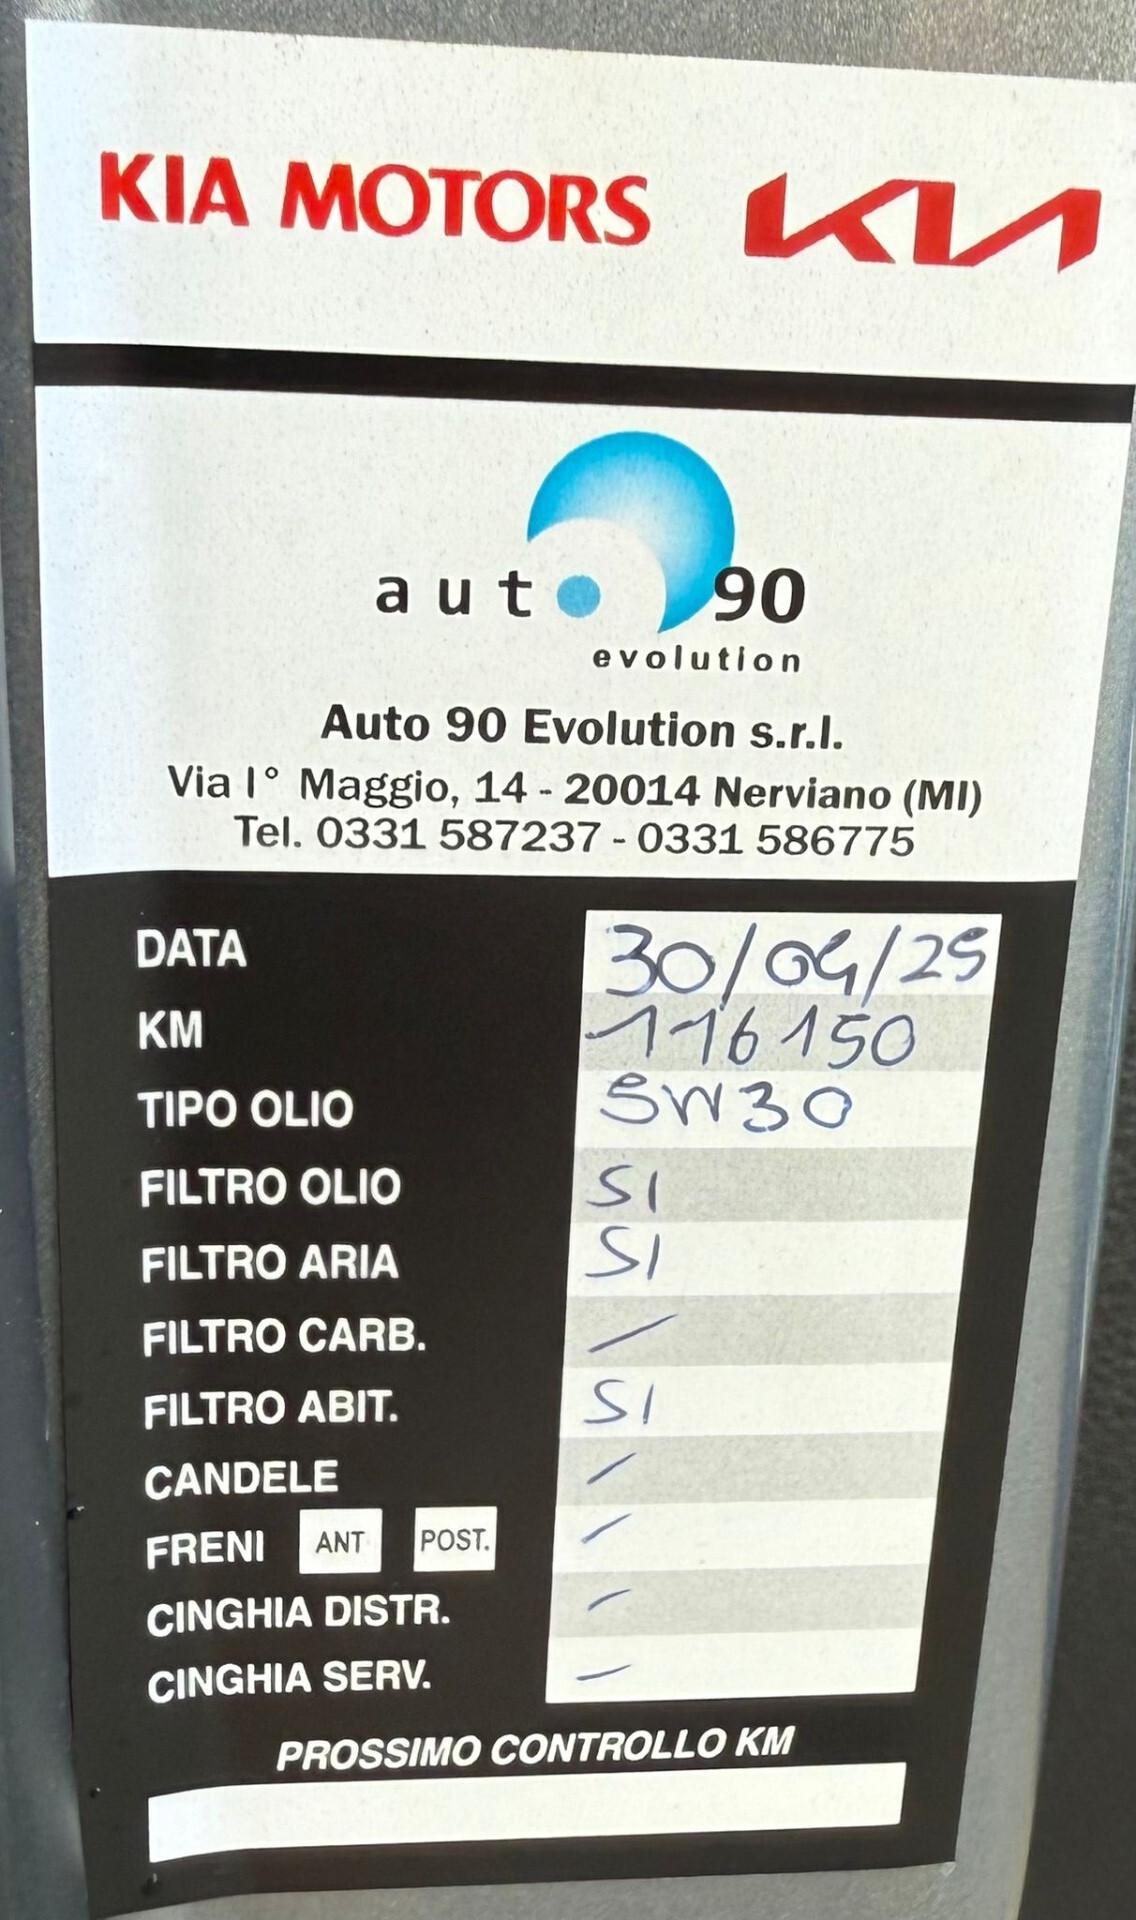 KIA MOTORS KIA
auto 90
evolution
Auto 90 Evolution s.r.l.
Via I° Maggio, 14 - 20014 Nerviano (MI)
Tel. 0331 587237 - 0331 586775
DATA 30/04/25
KM 116150
TIPO OLIO 5W30
FILTRO OLIO SI
FILTRO ARIA SI
FILTRO CARB. /
FILTRO ABIT. SI
CANDELE /
FRENI ANT POST. /
CINGHIA DISTR. /
CINGHIA SERV. /
PROSSIMO CONTROLLO KM